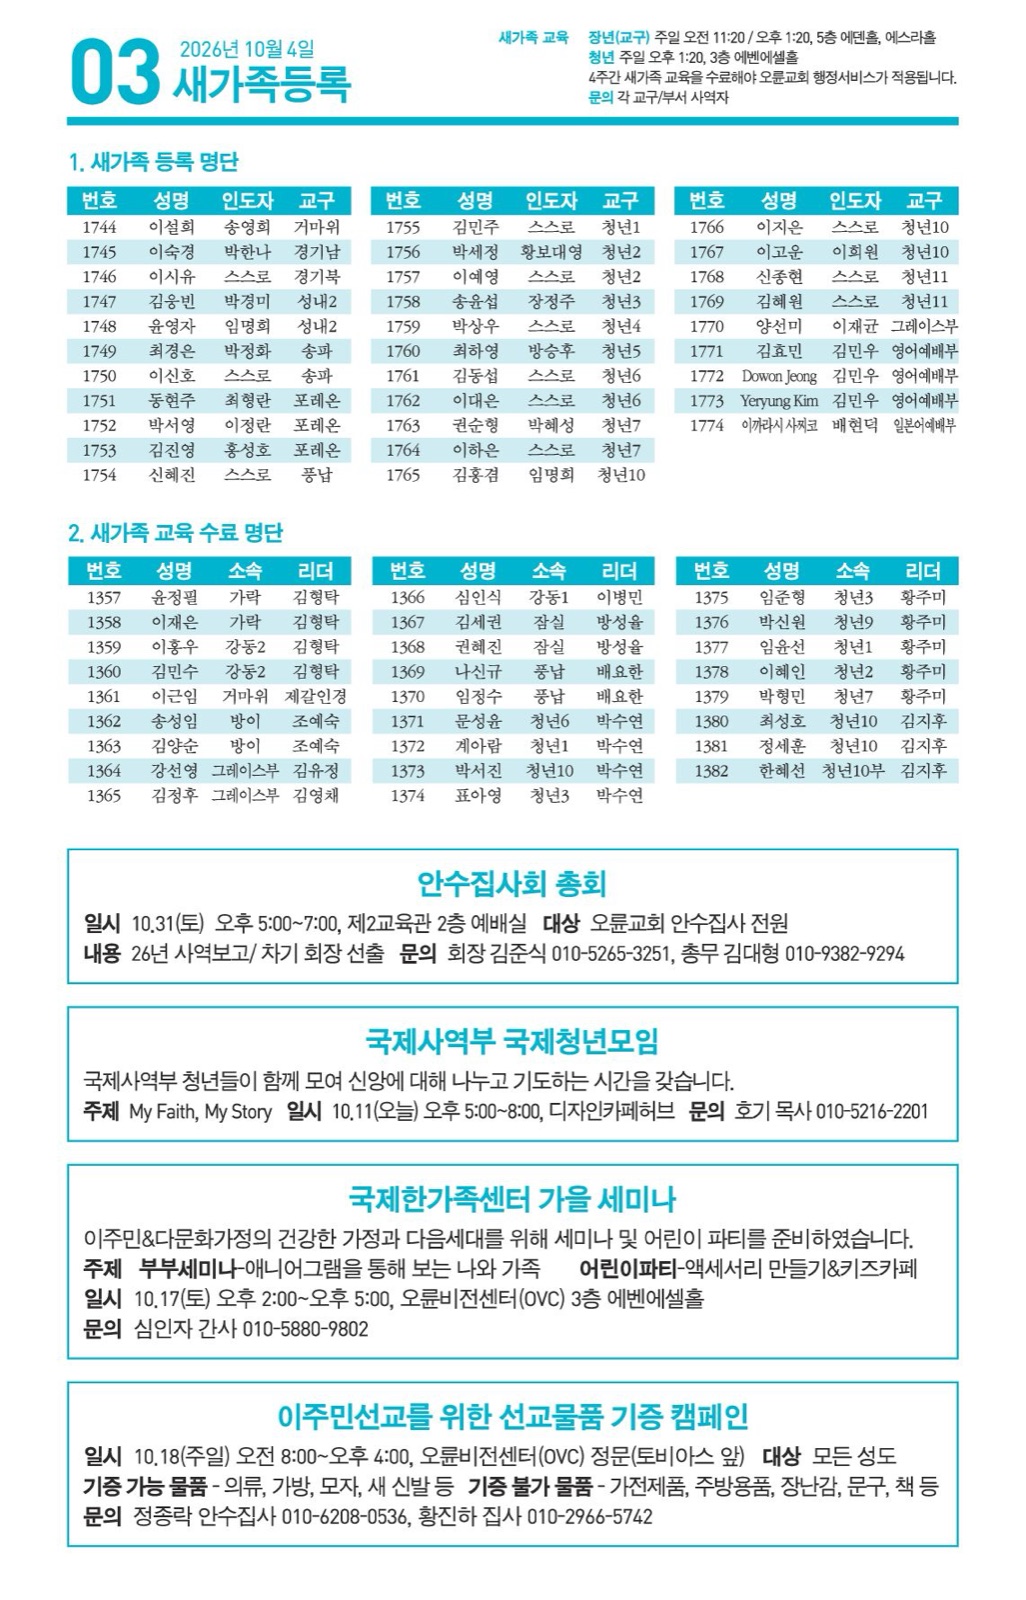 03 2026년 10월 4일
새가족등록
새가족 교육 장년(교구) 주일 오전 11:20 / 오후 1:20, 5층 에덴홀, 에스라홀
청년 주일 오후 1:20, 3층 에벤에셀홀
4주간 새가족 교육을 수료해야 오륜교회 행정서비스가 적용됩니다.
문의 각 교구/부서 사역자
1. 새가족 등록 명단
번호 성명 인도자 교구
1744 이설희 송영희 거마위
1745 이숙경 박한나 경기남
1746 이시유 스스로 경기북
1747 김웅빈 박경미 성내2
1748 윤영자 임명희 성내2
1749 최경은 박정화 송파
1750 이신호 스스로 송파
1751 동현주 최형란 포레온
1752 박서영 이정란 포레온
1753 김진영 홍성호 포레온
1754 신혜진 스스로 풍납
번호 성명 인도자 교구
1755 김민주 스스로 청년1
1756 박세정 황보대영 청년2
1757 이예영 스스로 청년2
1758 송윤섭 장정주 청년3
1759 박상우 스스로 청년4
1760 최하영 방승후 청년5
1761 김동섭 스스로 청년6
1762 이대은 스스로 청년6
1763 권순형 박혜성 청년7
1764 이하은 스스로 청년7
1765 김홍겸 임명희 청년10
번호 성명 인도자 교구
1766 이지은 스스로 청년10
1767 이고운 이희원 청년10
1768 신종현 스스로 청년11
1769 김혜원 스스로 청년11
1770 양선미 이재균 그레이스부
1771 김효민 김민우 영어예배부
1772 Dowon Jeong 김민우 영어예배부
1773 Yeryung Kim 김민우 영어예배부
1774 이까라시 사찌코 배현덕 일본어예배부
2. 새가족 교육 수료 명단
번호 성명 소속 리더
1357 윤정필 가락 김형탁
1358 이재은 가락 김형탁
1359 이홍우 강동2 김형탁
1360 김민수 강동2 김형탁
1361 이근임 거마위 제갈인경
1362 송성임 방이 조예숙
1363 김양순 방이 조예숙
1364 강선영 그레이스부 김유정
1365 김정후 그레이스부 김영채
번호 성명 소속 리더
1366 심인식 강동1 이병민
1367 김세권 잠실 방성율
1368 권혜진 잠실 방성율
1369 나신규 풍납 배요한
1370 임정수 풍납 배요한
1371 문성윤 청년6 박수연
1372 계아람 청년1 박수연
1373 박서진 청년10 박수연
1374 표아영 청년3 박수연
번호 성명 소속 리더
1375 임준형 청년3 황주미
1376 박신원 청년9 황주미
1377 임윤선 청년1 황주미
1378 이혜인 청년2 황주미
1379 박형민 청년7 황주미
1380 최성호 청년10 김지후
1381 정세훈 청년10 김지후
1382 한혜선 청년10부 김지후
안수집사회 총회
일시 10.31(토) 오후 5:00~7:00, 제2교육관 2층 예배실 대상 오륜교회 안수집사 전원
내용 26년 사역보고/ 차기 회장 선출 문의 회장 김준식 010-5265-3251, 총무 김대형 010-9382-9294
국제사역부 국제청년모임
국제사역부 청년들이 함께 모여 신앙에 대해 나누고 기도하는 시간을 갖습니다.
주제 My Faith, My Story 일시 10.11(오늘) 오후 5:00~8:00, 디자인카페허브 문의 호기 목사 010-5216-2201
국제한가족센터 가을 세미나
이주민&다문화가정의 건강한 가정과 다음세대를 위해 세미나 및 어린이 파티를 준비하였습니다.
주제 부부세미나-애니어그램을 통해 보는 나와 가족 어린이파티-액세서리 만들기&키즈카페
일시 10.17(토) 오후 2:00~오후 5:00, 오륜비전센터(OVC) 3층 에벤에셀홀
문의 심인자 간사 010-5880-9802
이주민선교를 위한 선교물품 기증 캠페인
일시 10.18(주일) 오전 8:00~오후 4:00, 오륜비전센터(OVC) 정문(토비아스 앞) 대상 모든 성도
기증 가능 물품 - 의류, 가방, 모자, 새 신발 등 기증 불가 물품 - 가전제품, 주방용품, 장난감, 문구, 책 등
문의 정종락 안수집사 010-6208-0536, 황진하 집사 010-2966-5742